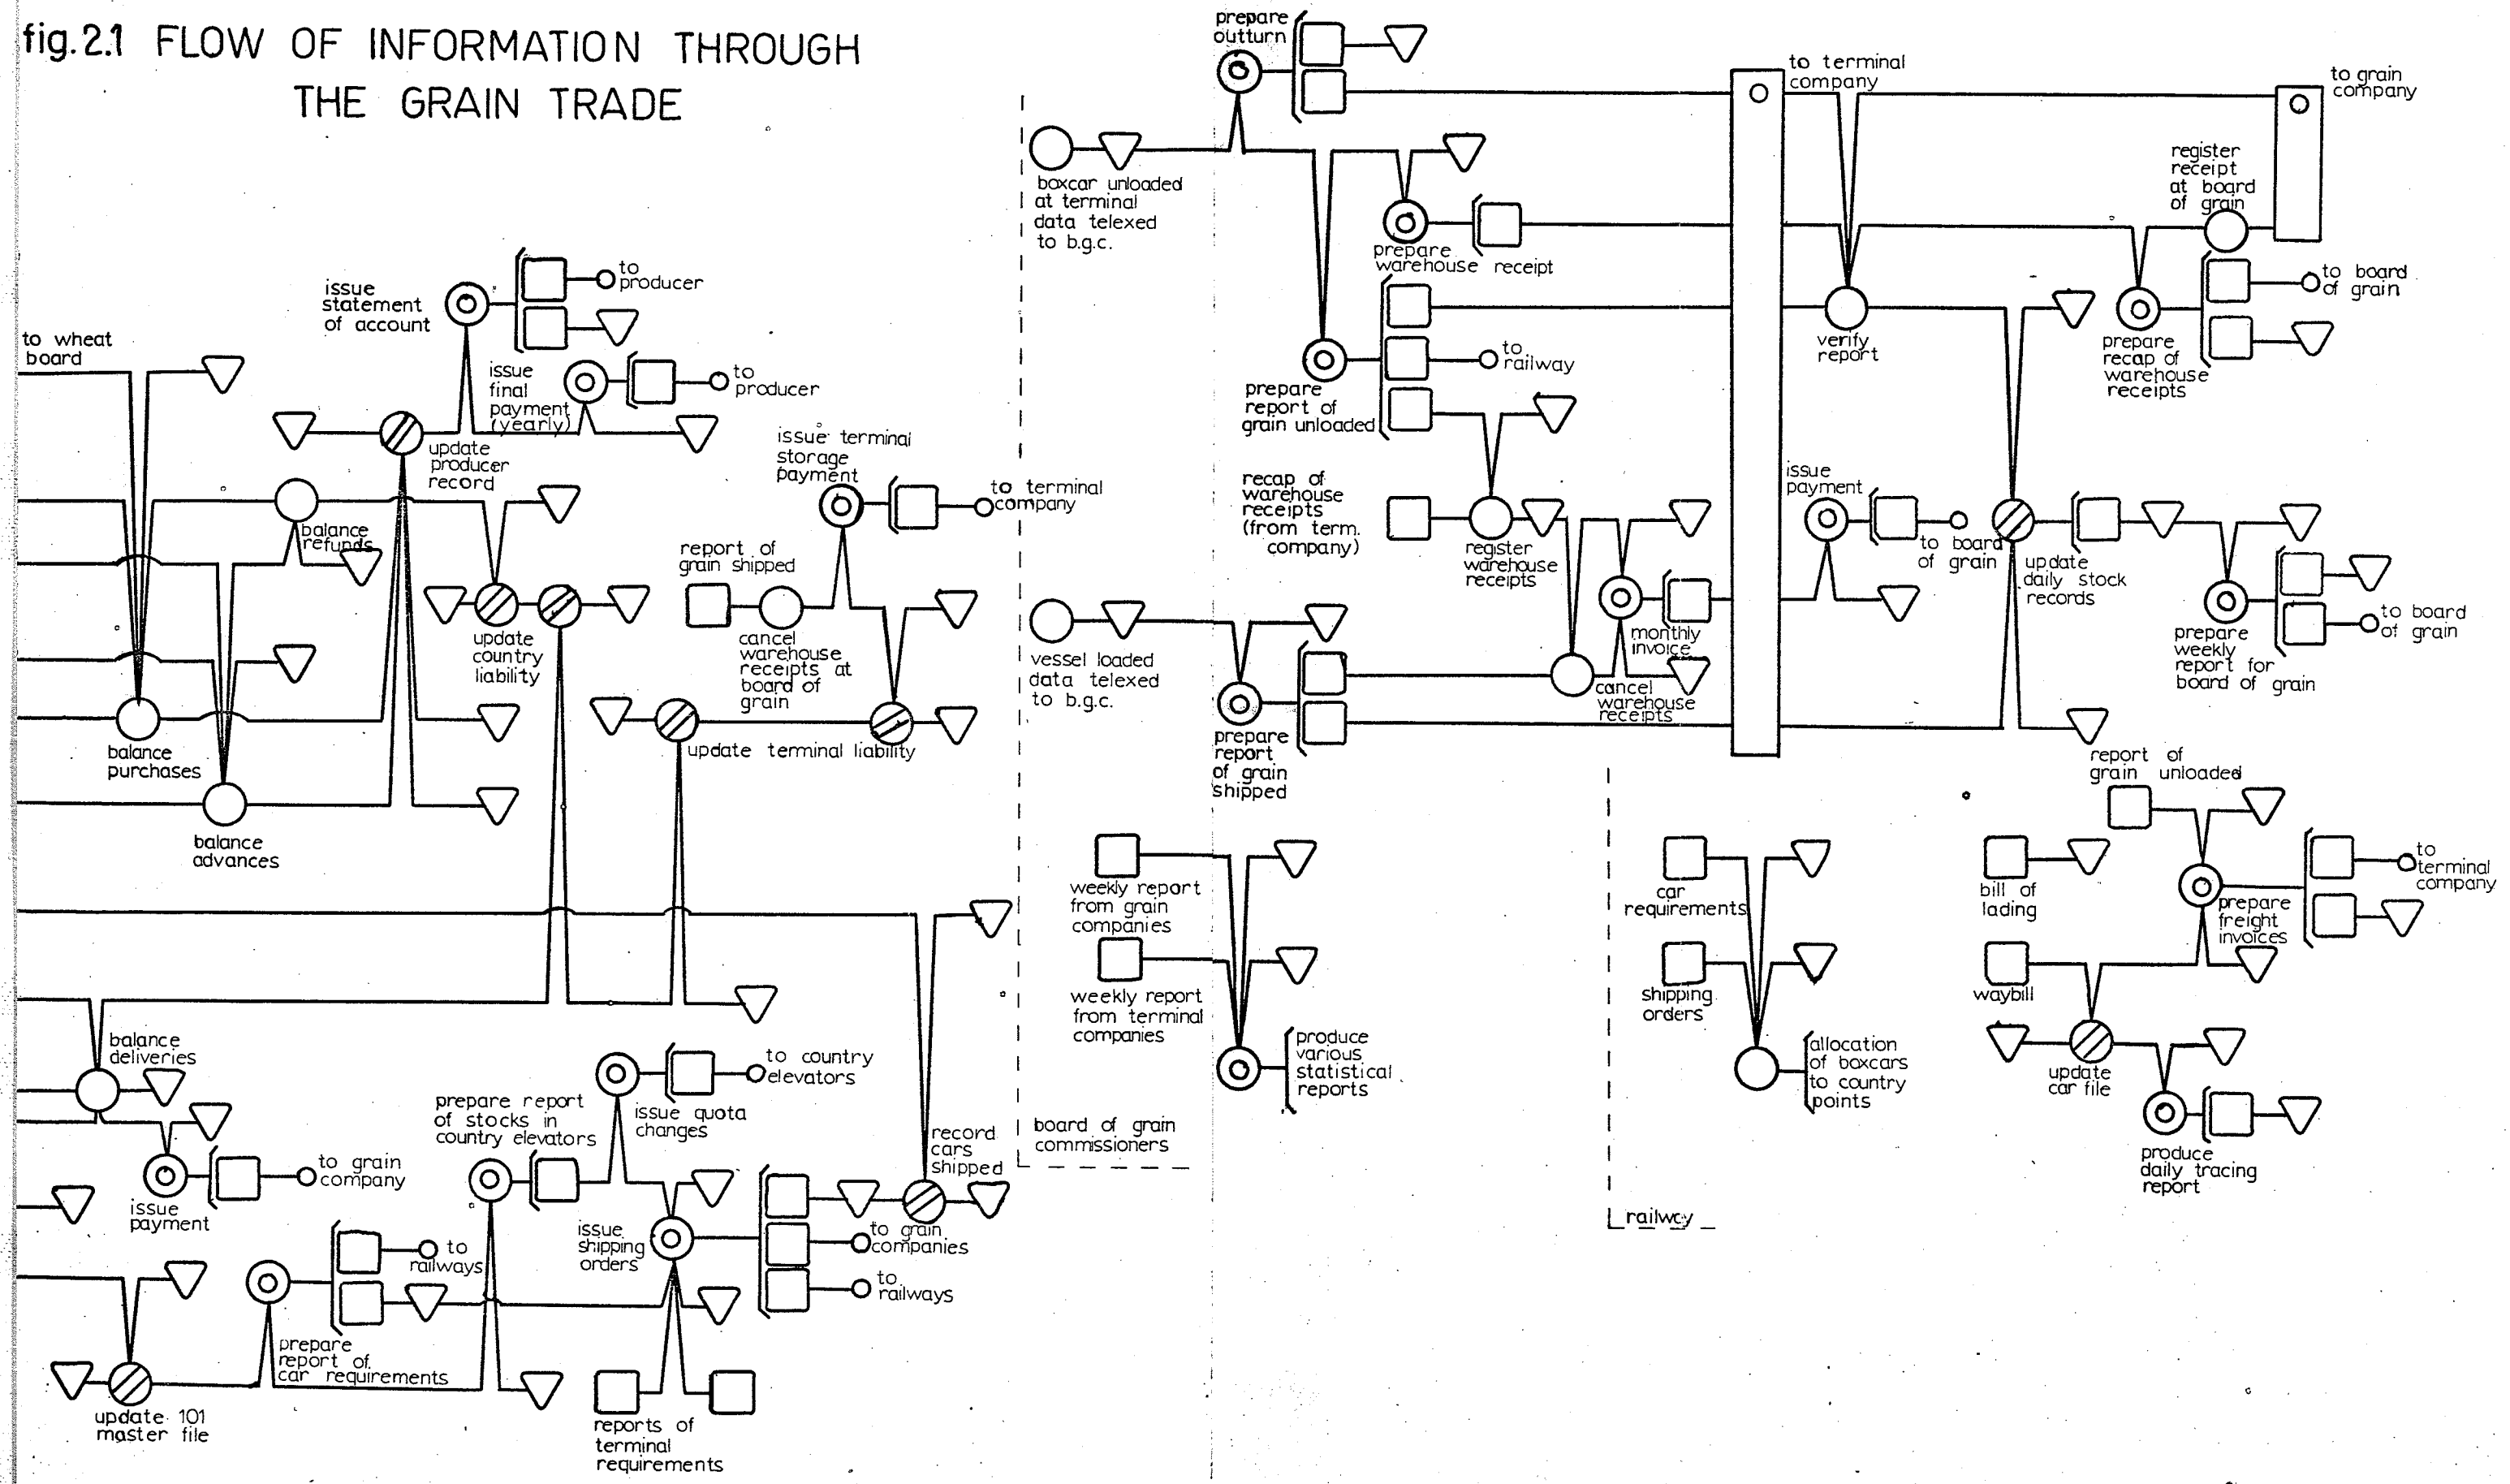 fig.2.1 FLOW OF INFORMATION THROUGH
THE GRAIN TRADE
to wheat
board
issue
statement
of account
to
producer
issue
final
payment
(yearly)
to
producer
update
producer
record
balance
refunds
issue terminal
storage
payment
to terminal
company
report of
grain shipped
cancel
warehouse
receipts at
board of
grain
update
country
liability
update terminal liability
balance
purchases
balance
advances
balance
deliveries
to country
elevators
issue quota
changes
prepare report
of stocks in
country elevators
record
cars
shipped
to grain
company
issue
payment
issue
shipping
orders
to grain
companies
to
railways
to
railways
prepare
report of
car requirements
update 101
master file
reports of
terminal
requirements
prepare
outturn
boxcar unloaded
at terminal
data telexed
to b.g.c.
prepare
warehouse receipt
to
railway
prepare
report of
grain unloaded
recap of
warehouse
receipts
(from term.
company)
register
warehouse
receipts
monthly
invoice
cancel
warehouse
receipts
vessel loaded
data telexed
to b.g.c.
prepare
report
of grain
shipped
weekly report
from grain
companies
weekly report
from terminal
companies
produce
various
statistical
reports
board of grain
commissioners
to terminal
company
to grain
company
register
receipt
at board
of grain
to board
of grain
verify
report
prepare
recap of
warehouse
receipts
issue
payment
to board
of grain
update
daily stock
records
to board
of grain
prepare
weekly
report for
board of grain
report of
grain unloaded
car
requirements
shipping
orders
allocation
of boxcars
to country
points
bill of
lading
waybill
to
terminal
company
prepare
freight
invoices
update
car file
produce
daily tracing
report
railway